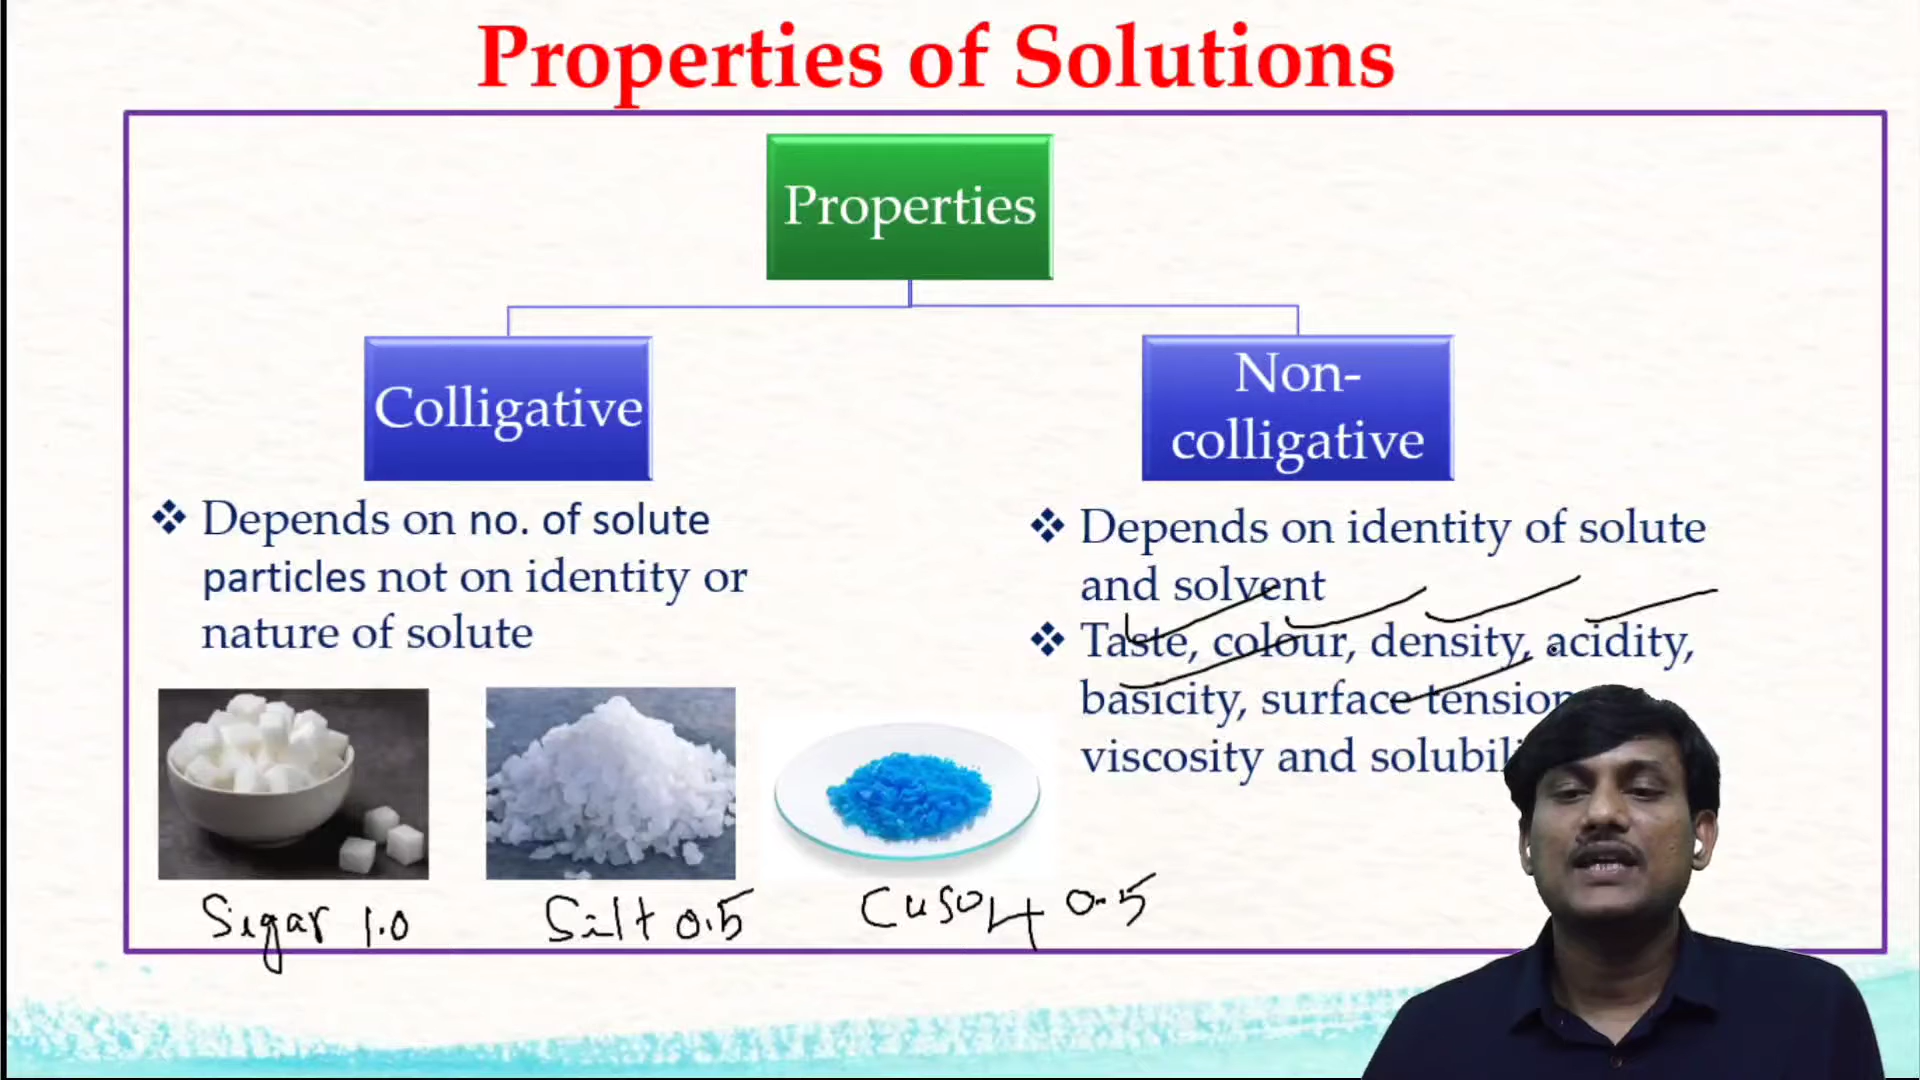 Properties of Solutions
Properties
Colligative
Non-
colligative
Depends on no. of solute
particles not on identity or
nature of solute
Depends on identity of solute
and solvent
Taste, colour, density, acidity,
basicity, surface tension
viscosity and
Sigar 1.0
Salt 0.5
CuSO4 0.5